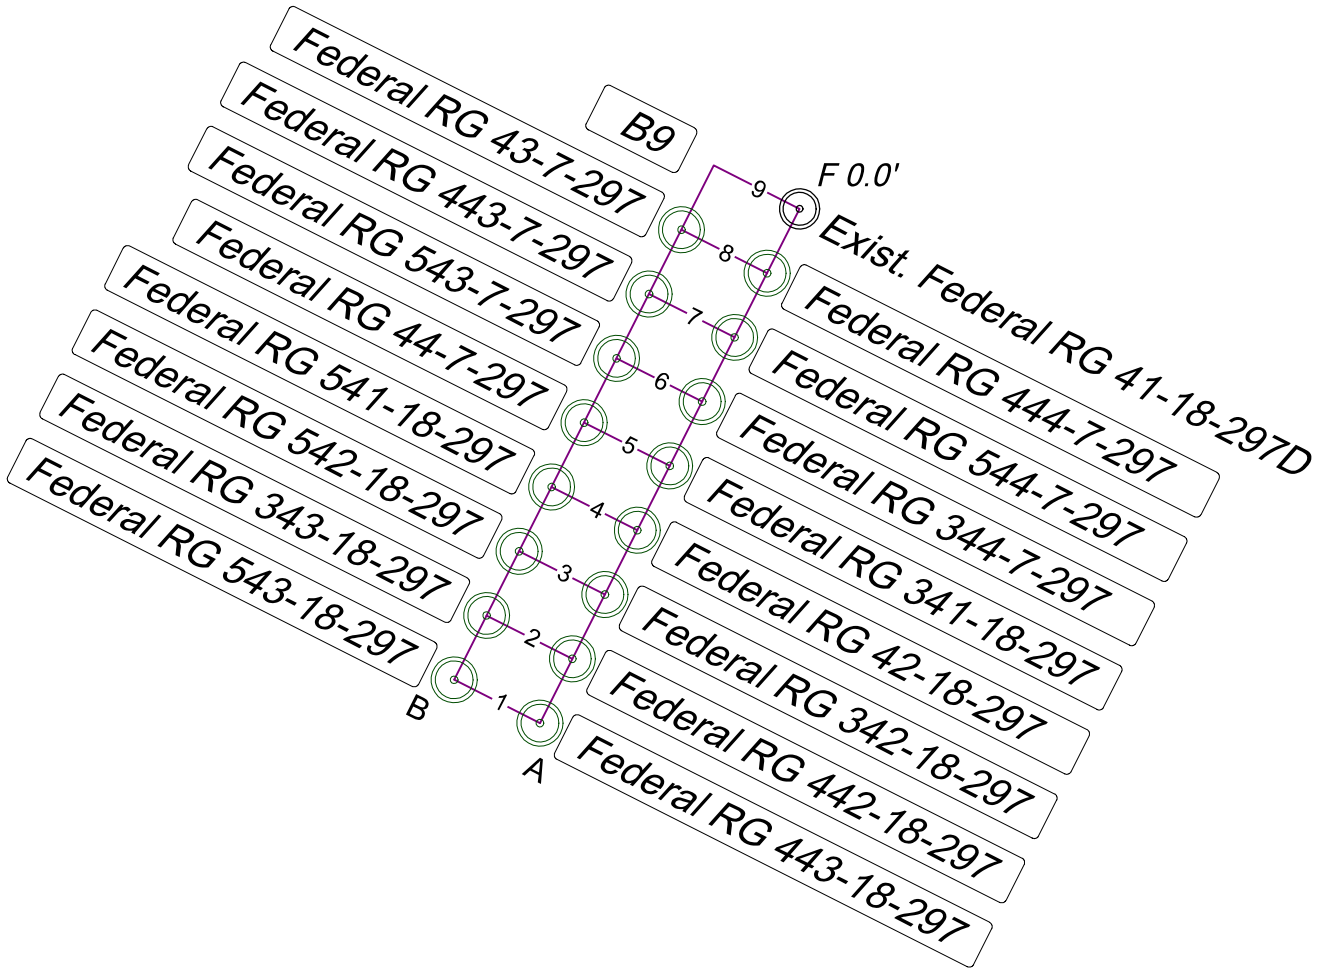 Federal RG 43-7-297
Federal RG 443-7-297
Federal RG 543-7-297
Federal RG 44-7-297
Federal RG 541-18-297
Federal RG 542-18-297
Federal RG 343-18-297
Federal RG 543-18-297
B9
F 0.0'
Exist. Federal RG 41-18-297D
Federal RG 444-7-297
Federal RG 544-7-297
Federal RG 344-7-297
Federal RG 341-18-297
Federal RG 42-18-297
Federal RG 342-18-297
Federal RG 442-18-297
Federal RG 443-18-297
9
8
7
6
5
4
3
2
1
B
A